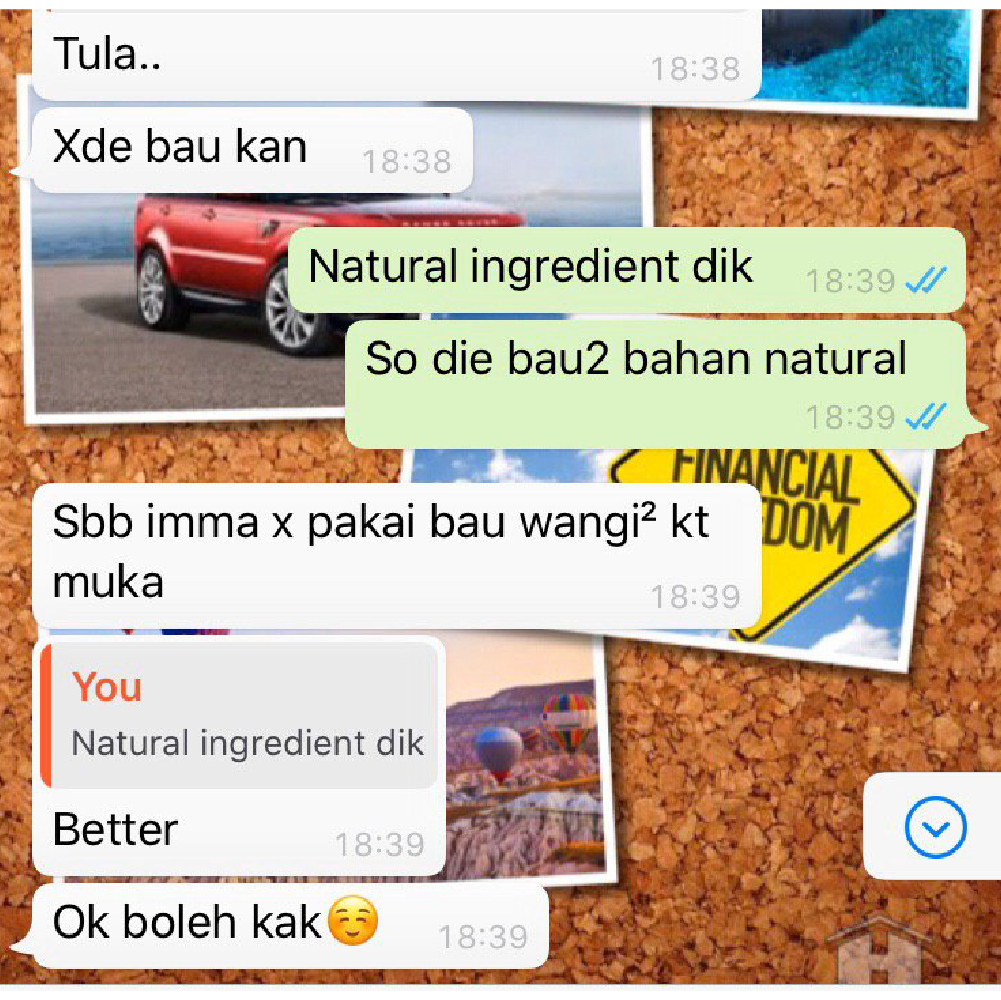 Tula..
18:38
Xde bau kan
18:38
Natural ingredient dik
18:39
So die bau2 bahan natural
18:39
FINANCIAL
DOM
Sbb imma x pakai bau wangi² kt
muka
18:39
You
Natural ingredient dik
Better
18:39
Ok boleh kak☺️
18:39
H